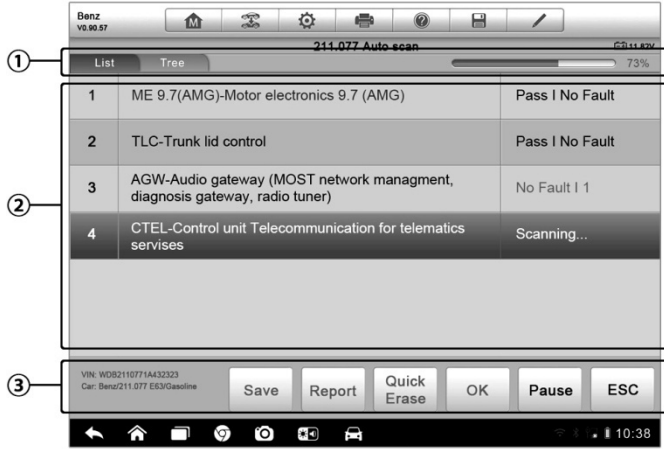 Benz
V0.90.57
M
211.077 Auto scan
11.82V
①
List Tree 73%
1 ME 9.7(AMG)-Motor electronics 9.7 (AMG) Pass I No Fault
2 TLC-Trunk lid control Pass I No Fault
②
3 AGW-Audio gateway (MOST network managment,
diagnosis gateway, radio tuner) No Fault I 1
4 CTEL-Control unit Telecommunication for telematics
servises Scanning...
③
VIN: WDB2110771A432323
Car: Benz/211.077 E63/Gasoline
Save Report Quick
Erase OK Pause ESC
10:38